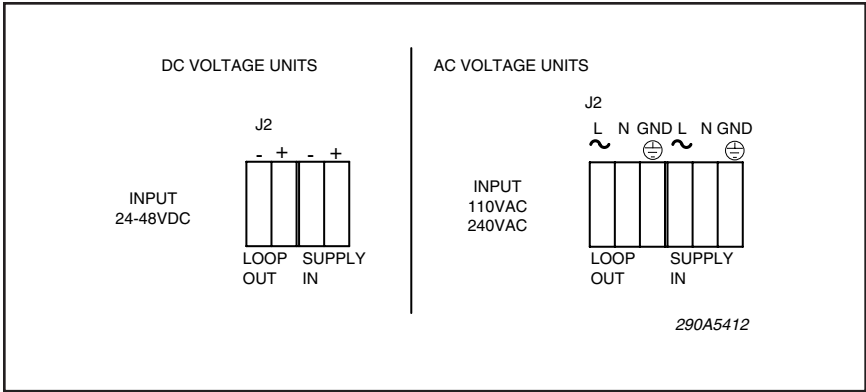 DC VOLTAGE UNITS
J2
- + - +
INPUT
24-48VDC
LOOP SUPPLY
OUT IN
AC VOLTAGE UNITS
J2
L N GND L N GND
INPUT
110VAC
240VAC
LOOP SUPPLY
OUT IN
290A5412